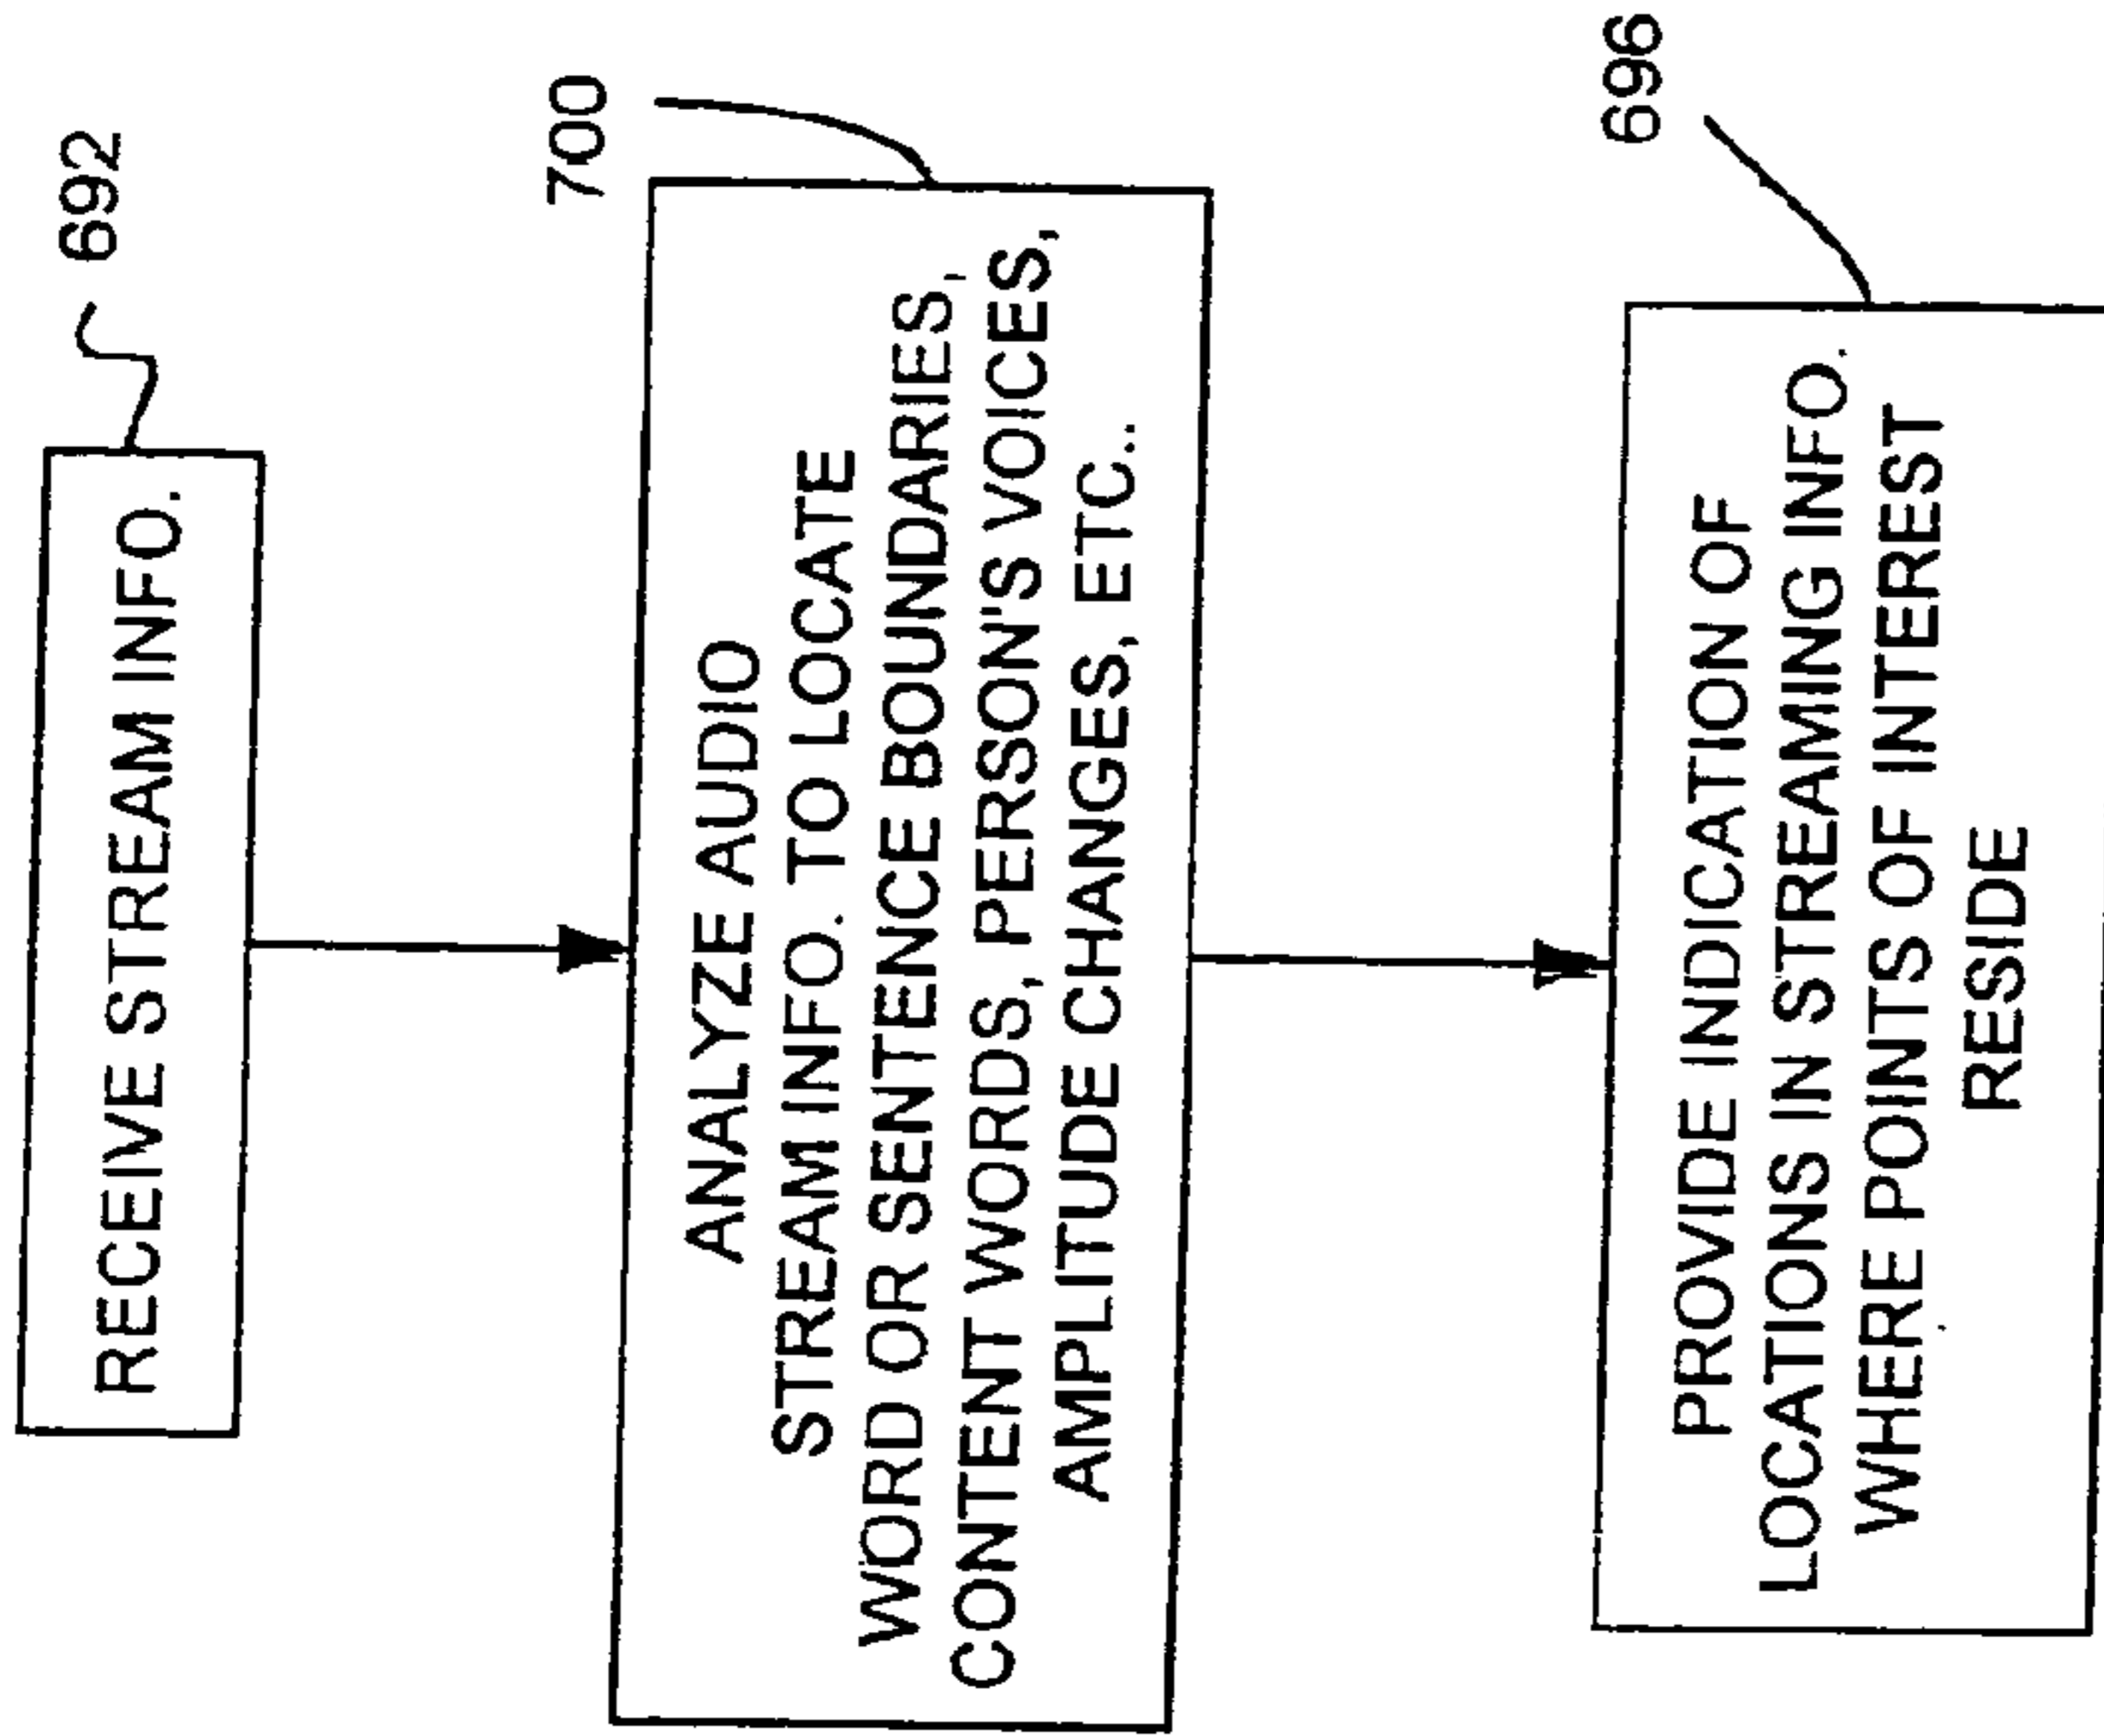 692
RECEIVE STREAM INFO.
700
ANALYZE AUDIO
STREAM INFO. TO LOCATE
WORD OR SENTENCE BOUNDARIES,
CONTENT WORDS, PERSON'S VOICES,
AMPLITUDE CHANGES, ETC..
696
PROVIDE INDICATION OF
LOCATIONS IN STREAMING INFO.
WHERE POINTS OF INTEREST
RESIDE